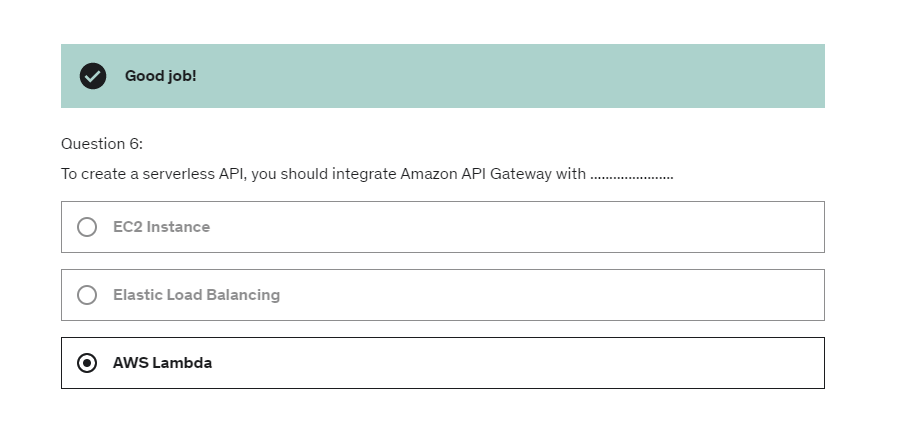 Good job!
Question 6:
To create a serverless API, you should integrate Amazon API Gateway with ......................
EC2 Instance
Elastic Load Balancing
AWS Lambda